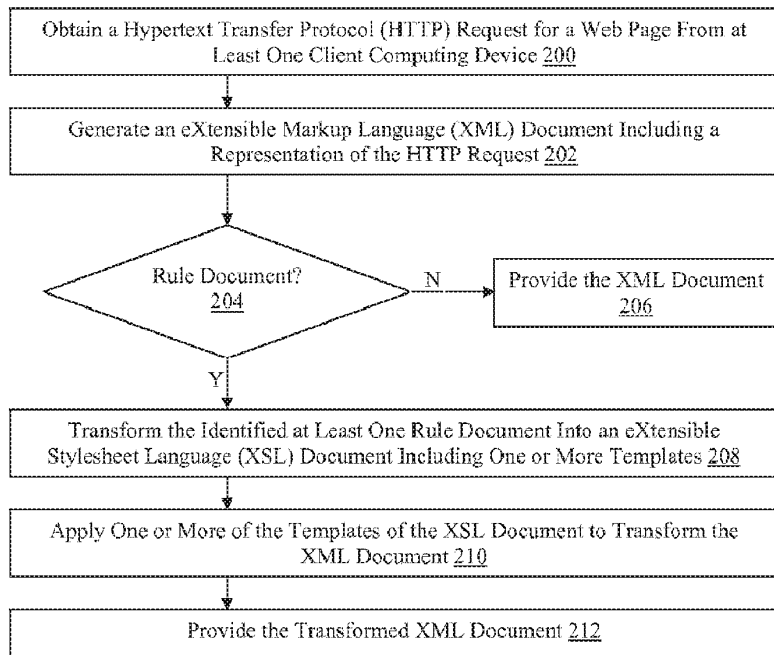 Obtain a Hypertext Transfer Protocol (HTTP) Request for a Web Page From at
Least One Client Computing Device 200
Generate an eXtensible Markup Language (XML) Document Including a
Representation of the HTTP Request 202
Rule Document?
204
N
Provide the XML Document
206
Y
Transform the Identified at Least One Rule Document Into an eXtensible
Stylesheet Language (XSL) Document Including One or More Templates 208
Apply One or More of the Templates of the XSL Document to Transform the
XML Document 210
Provide the Transformed XML Document 212